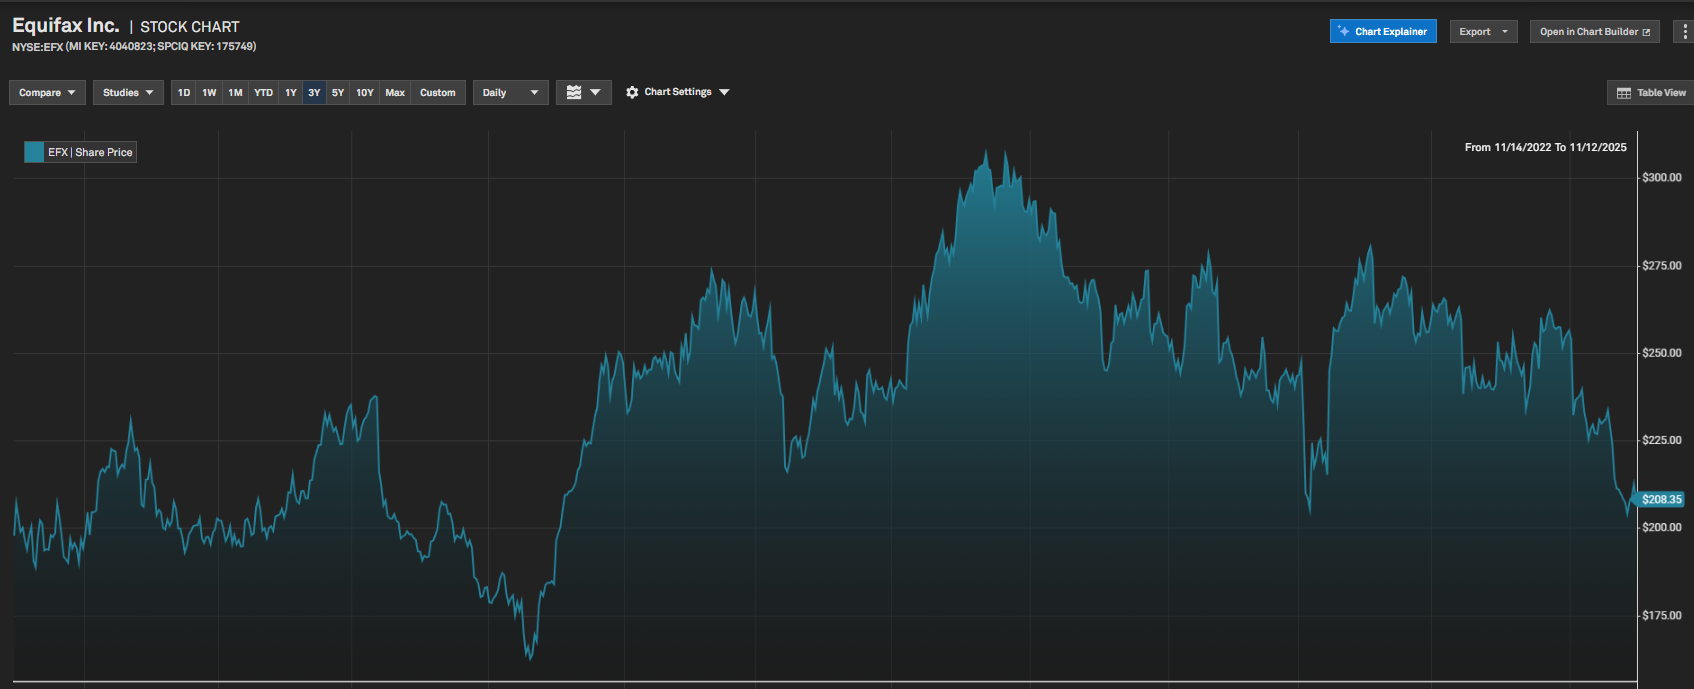 Equifax Inc. | STOCK CHART
NYSE:EFX (MI KEY: 4040823; SPCIQ KEY: 175749)
Chart Explainer
Export
Open in Chart Builder
Compare
Studies
1D 1W 1M YTD 1Y 3Y 5Y 10Y Max Custom
Daily
Chart Settings
Table View
EFX | Share Price
From 11/14/2022 To 11/12/2025
$300.00
$275.00
$250.00
$225.00
$208.35
$200.00
$175.00